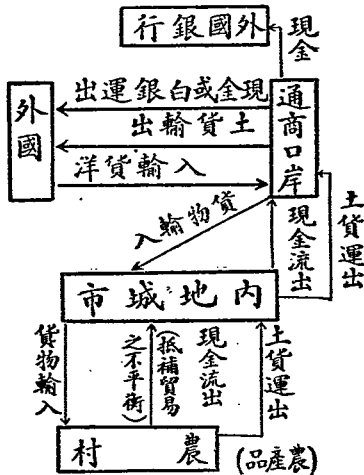 外國銀行
現金
通商口岸
外國
現金或白銀運出
土貨輸出
洋貨輸入
貨物輸入
現金流出
土貨運出
內地城市
貨物輸入
現金流出
(抵補貿易
之不平衡)
土貨運出
農村
(農產品)